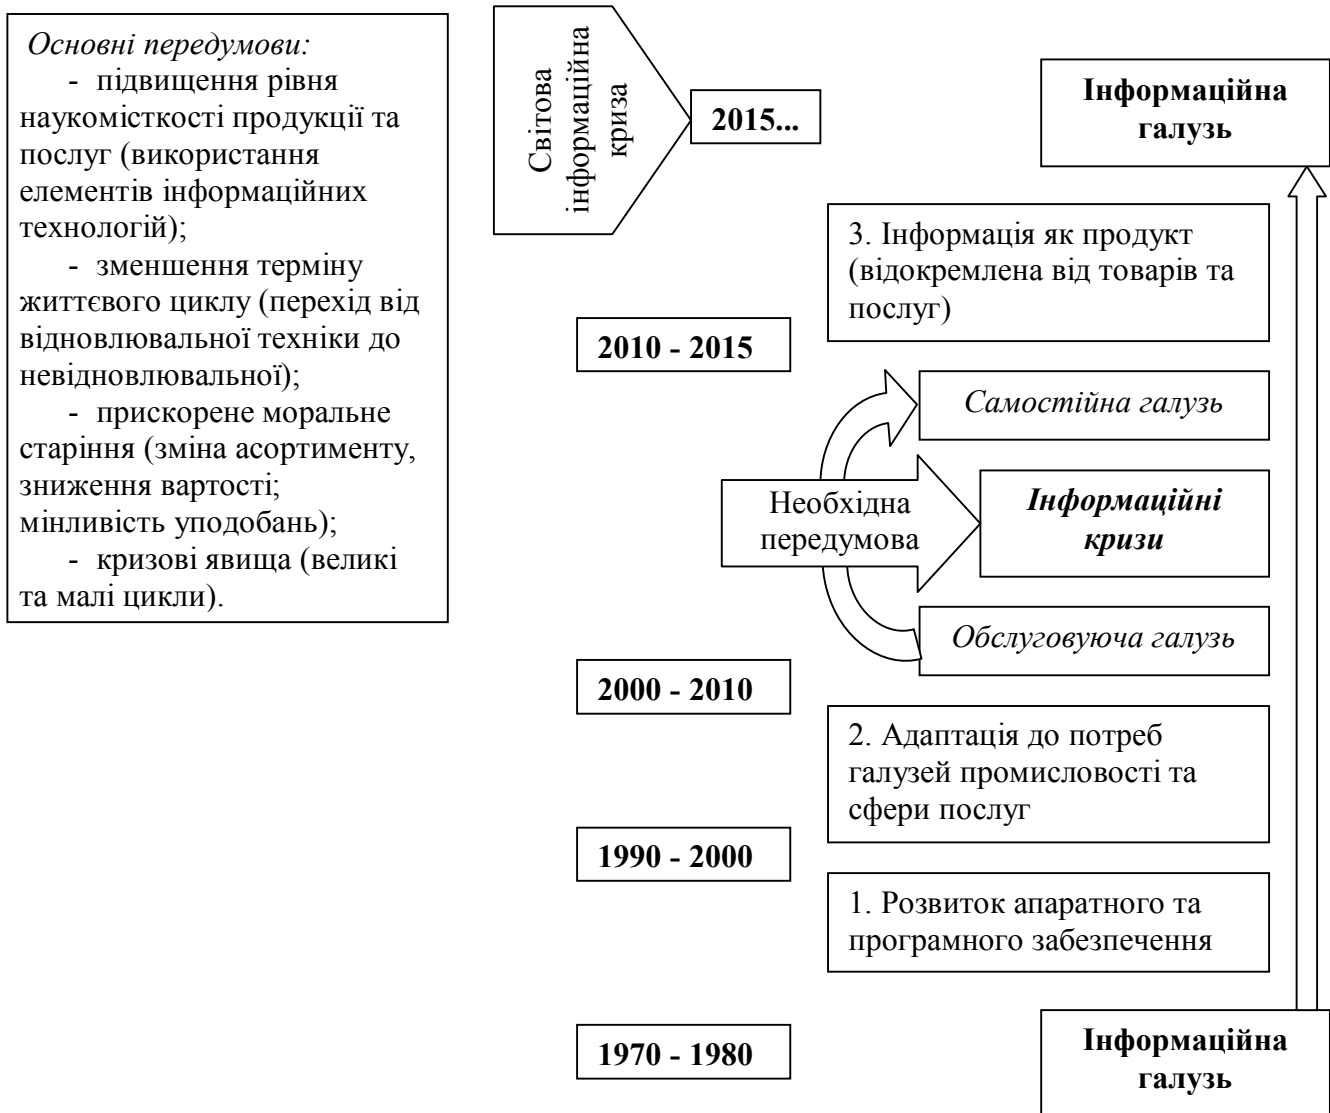 Основні передумови:
- підвищення рівня
наукомісткості продукції та
послуг (використання
елементів інформаційних
технологій);
- зменшення терміну
життєвого циклу (перехід від
відновлювальної техніки до
невідновлювальної);
- прискорене моральне
старіння (зміна асортименту,
зниження вартості;
мінливість уподобань);
- кризові явища (великі
та малі цикли).
Світова
інформаційна
криза
2015...
Інформаційна
галузь
3. Інформація як продукт
(відокремлена від товарів та
послуг)
2010 - 2015
Самостійна галузь
Необхідна
передумова
Інформаційні
кризи
Обслуговуюча галузь
2000 - 2010
2. Адаптація до потреб
галузей промисловості та
сфери послуг
1990 - 2000
1. Розвиток апаратного та
програмного забезпечення
1970 - 1980
Інформаційна
галузь